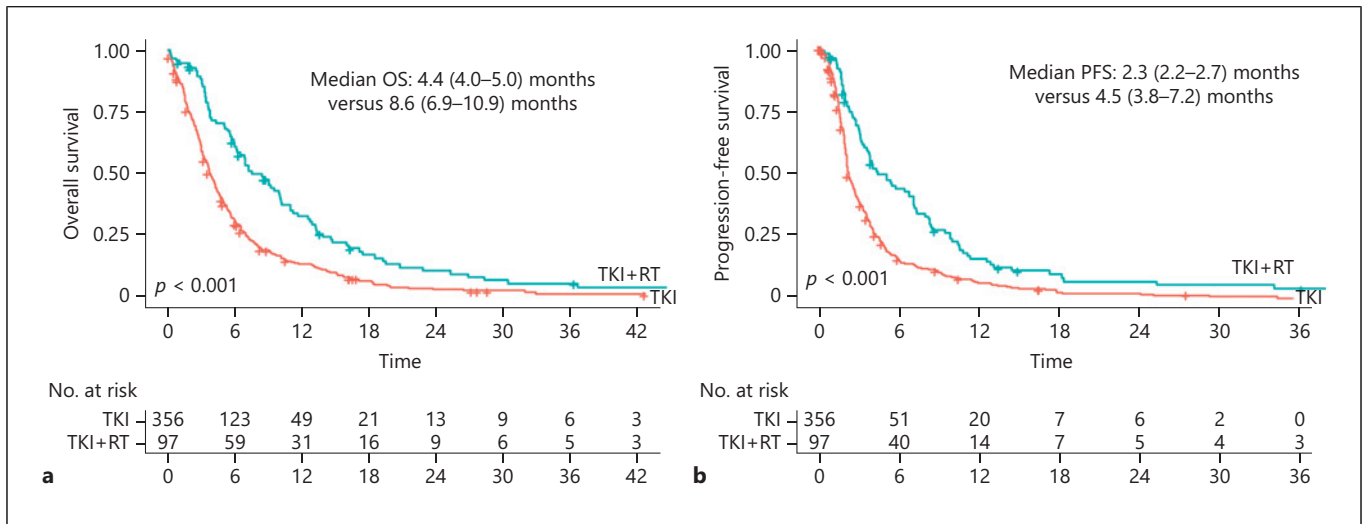 Overall survival
1.00
0.75
0.50
0.25
0
Median OS: 4.4 (4.0–5.0) months
versus 8.6 (6.9–10.9) months
p < 0.001
TKI+RT
TKI
0 6 12 18 24 30 36 42
Time
No. at risk
TKI 356 123 49 21 13 9 6 3
TKI+RT 97 59 31 16 9 6 5 3
0 6 12 18 24 30 36 42
a
Progression-free survival
1.00
0.75
0.50
0.25
0
Median PFS: 2.3 (2.2–2.7) months
versus 4.5 (3.8–7.2) months
p < 0.001
TKI+RT
TKI
0 6 12 18 24 30 36
Time
No. at risk
TKI 356 51 20 7 6 2 0
TKI+RT 97 40 14 7 5 4 3
0 6 12 18 24 30 36
b